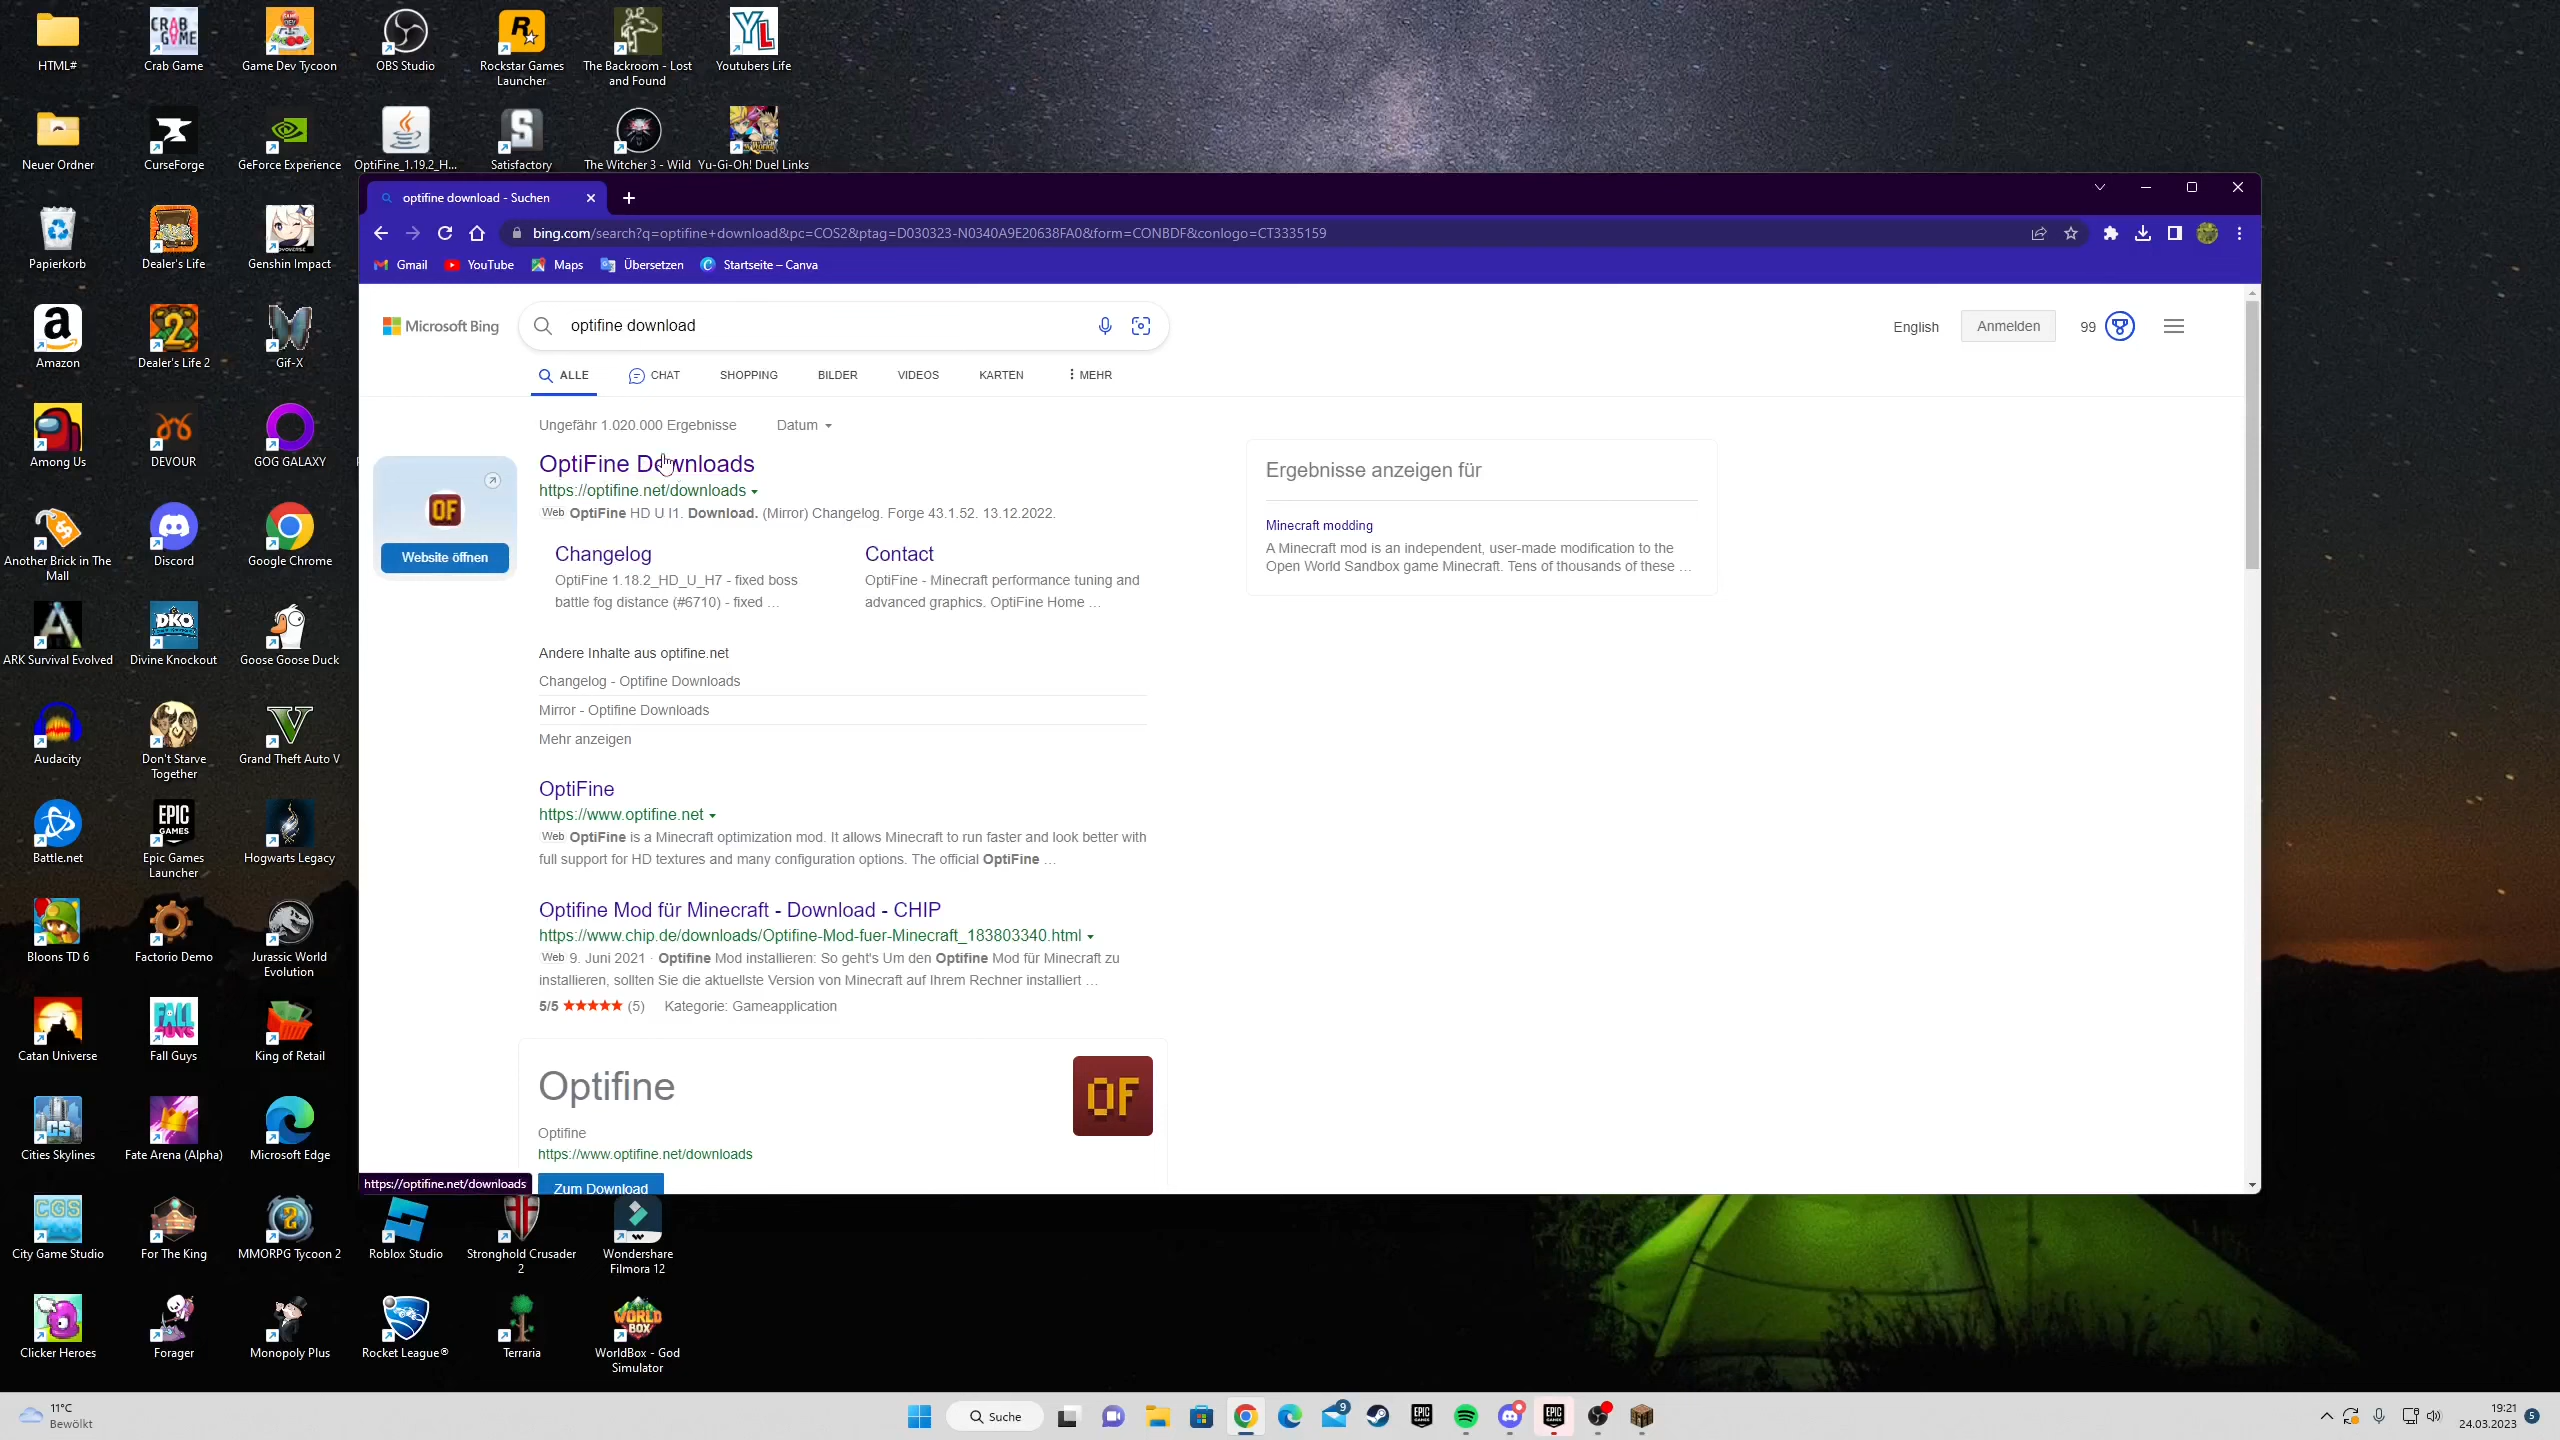 HTML#
Crab Game
Game Dev Tycoon
OBS Studio
Rockstar Games
Launcher
The Backroom - Lost
and Found
Youtubers Life
Neuer Ordner
CurseForge
GeForce Experience
OptiFine_1.19.2_H...
Satisfactory
The Witcher 3 - Wild
Yu-Gi-Oh! Duel Links
Papierkorb
Dealer's Life
Genshin Impact
Amazon
Dealer's Life 2
Gif-X
Among Us
DEVOUR
GOG GALAXY
Another Brick in The
Mall
Discord
Google Chrome
ARK Survival Evolved
Divine Knockout
Goose Goose Duck
Audacity
Don't Starve
Together
Grand Theft Auto V
Battle.net
Epic Games
Launcher
Hogwarts Legacy
Bloons TD 6
Factorio Demo
Jurassic World
Evolution
Catan Universe
Fall Guys
King of Retail
Cities Skylines
Fate Arena (Alpha)
Microsoft Edge
City Game Studio
For The King
MMORPG Tycoon 2
Roblox Studio
Stronghold Crusader
2
Wondershare
Filmora 12
Clicker Heroes
Forager
Monopoly Plus
Rocket League®
Terraria
WorldBox - God
Simulator
optifine download - Suchen
bing.com/search?q=optifine+download&pc=COS2&ptag=D030323-N0340A9E20638FA0&form=CONBDF&conlogo=CT3335159
Gmail
YouTube
Maps
Übersetzen
Startseite – Canva
Microsoft Bing
optifine download
English
Anmelden
99
ALLE
CHAT
SHOPPING
BILDER
VIDEOS
KARTEN
MEHR
Ungefähr 1.020.000 Ergebnisse
Datum
OF
Website öffnen
OptiFine Downloads
https://optifine.net/downloads
Web OptiFine HD U I1. Download. (Mirror) Changelog. Forge 43.1.52. 13.12.2022.
Changelog
OptiFine 1.18.2_HD_U_H7 - fixed boss
battle fog distance (#6710) - fixed ...
Contact
OptiFine - Minecraft performance tuning and
advanced graphics. OptiFine Home ...
Andere Inhalte aus optifine.net
Changelog - Optifine Downloads
Mirror - Optifine Downloads
Mehr anzeigen
OptiFine
https://www.optifine.net
Web OptiFine is a Minecraft optimization mod. It allows Minecraft to run faster and look better with
full support for HD textures and many configuration options. The official OptiFine ...
Optifine Mod für Minecraft - Download - CHIP
https://www.chip.de/downloads/Optifine-Mod-fuer-Minecraft_183803340.html
Web 9. Juni 2021 · Optifine Mod installieren: So geht's Um den Optifine Mod für Minecraft zu
installieren, sollten Sie die aktuellste Version von Minecraft auf Ihrem Rechner installiert ...
5/5 ★★★★★ (5) Kategorie: Gameapplication
Optifine
OF
Optifine
https://www.optifine.net/downloads
Zum Download
https://optifine.net/downloads
Ergebnisse anzeigen für
Minecraft modding
A Minecraft mod is an independent, user-made modification to the
Open World Sandbox game Minecraft. Tens of thousands of these ...
11°C
Bewölkt
Suche
9
19:21
24.03.2023
5